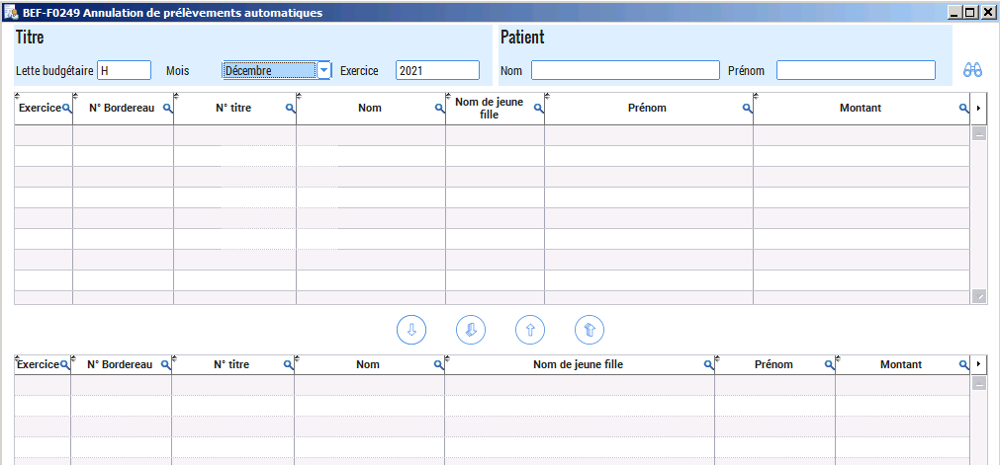 BEF-F0249 Annulation de prélèvements automatiques
Titre Patient
Lette budgétaire H Mois Décembre Exercice 2021 Nom Prénom
Exercice N° Bordereau N° titre Nom Nom de jeune fille Prénom Montant
Exercice N° Bordereau N° titre Nom Nom de jeune fille Prénom Montant